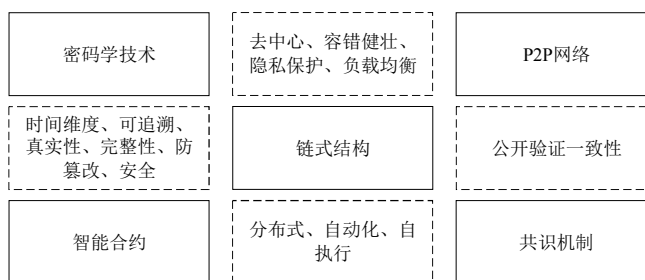 密码学技术
去中心、容错健壮、
隐私保护、负载均衡
P2P网络
时间维度、可追溯、
真实性、完整性、防
篡改、安全
链式结构
公开验证一致性
智能合约
分布式、自动化、自
执行
共识机制